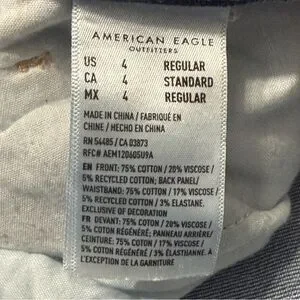 AMERICAN EAGLE
OUTFITTERS
US 4 REGULAR
CA 4 STANDARD
MX 4 REGULAR
MADE IN CHINA / FABRIQUÉ EN
CHINE / HECHO EN CHINA
RN 54485 / CA 03873
RFC# AEM120605U9A
EN FRONT: 75% COTTON / 20% VISCOSE /
5% RECYCLED COTTON; BACK PANEL/
WAISTBAND: 75% COTTON / 17% VISCOSE /
5% RECYCLED COTTON / 3% ELASTANE.
EXCLUSIVE OF DECORATION
FR DEVANT: 75% COTON / 20% VISCOSE /
5% COTON RÉGÉNÉRÉ; PANNEAU ARRIÈRE/
CEINTURE: 75% COTON / 17% VISCOSE /
5% COTON RÉGÉNÉRÉ / 3% ÉLASTHANNE. À
L'EXCEPTION DE LA GARNITURE